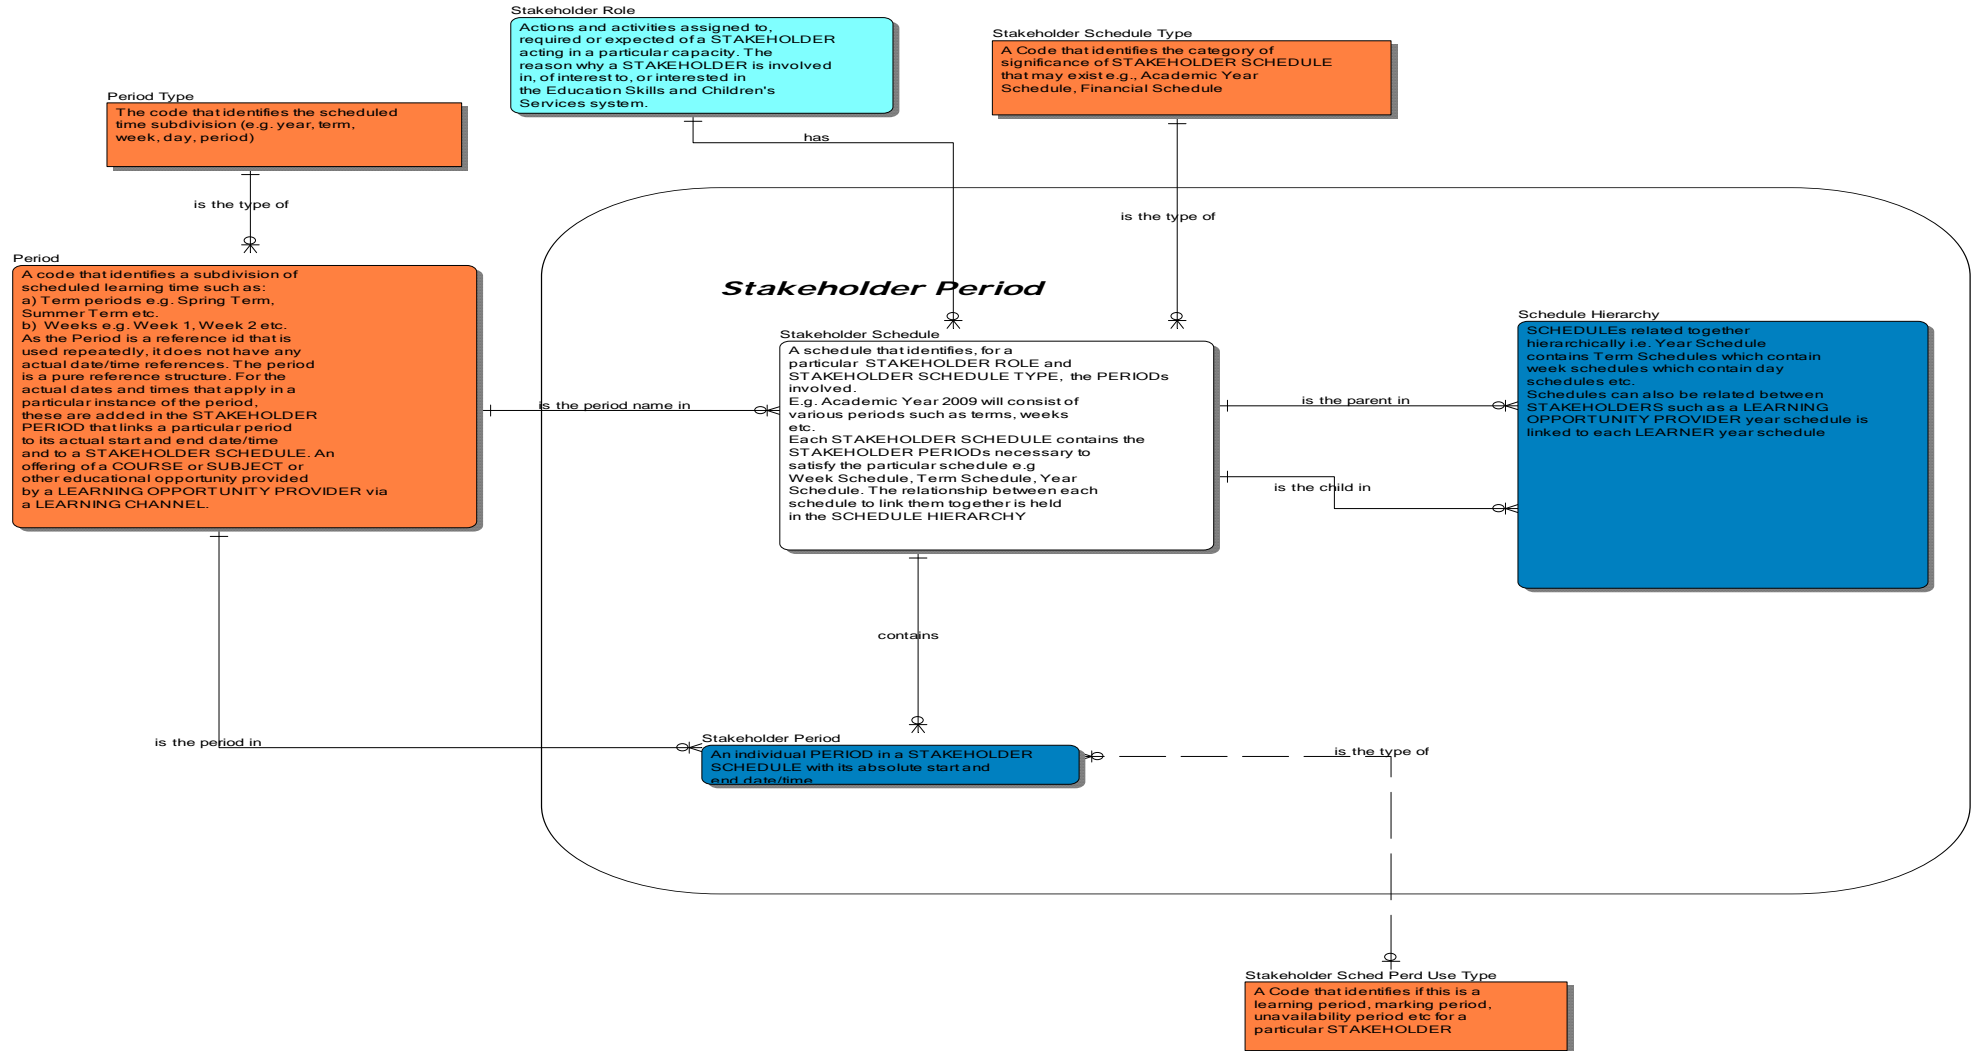 Stakeholder Role
Actions and activities assigned to,
required or expected of a STAKEHOLDER
acting in a particular capacity. The
reason why a STAKEHOLDER is involved
in, of interest to, or interested in
the Education Skills and Children's
Services system.
Stakeholder Schedule Type
A Code that identifies the category of
significance of STAKEHOLDER SCHEDULE
that may exist e.g., Academic Year
Schedule, Financial Schedule
Period Type
The code that identifies the scheduled
time subdivision (e.g. year, term,
week, day, period)
has
is the type of
is the type of
Period
A code that identifies a subdivision of
scheduled learning time such as:
a) Term periods e.g. Spring Term,
Summer Term etc.
b) Weeks e.g. Week 1, Week 2 etc.
As the Period is a reference id that is
used repeatedly, it does not have any
actual date/time references. The period
is a pure reference structure. For the
actual dates and times that apply in a
particular instance of the period,
these are added in the STAKEHOLDER
PERIOD that links a particular period
to its actual start and end date/time
and to a STAKEHOLDER SCHEDULE. An
offering of a COURSE or SUBJECT or
other educational opportunity provided
by a LEARNING OPPORTUNITY PROVIDER via
a LEARNING CHANNEL.
Stakeholder Period
is the period name in
Stakeholder Schedule
A schedule that identifies, for a
particular STAKEHOLDER ROLE and
STAKEHOLDER SCHEDULE TYPE, the PERIODs
involved.
E.g. Academic Year 2009 will consist of
various periods such as terms, weeks
etc.
Each STAKEHOLDER SCHEDULE contains the
STAKEHOLDER PERIODs necessary to
satisfy the particular schedule e.g
Week Schedule, Term Schedule, Year
Schedule. The relationship between each
schedule to link them together is held
in the SCHEDULE HIERARCHY
is the parent in
is the child in
Schedule Hierarchy
SCHEDULEs related together
hierarchically i.e. Year Schedule
contains Term Schedules which contain
week schedules which contain day
schedules etc.
Schedules can also be related between
STAKEHOLDERS such as a LEARNING
OPPORTUNITY PROVIDER year schedule is
linked to each LEARNER year schedule
contains
is the period in
Stakeholder Period
An individual PERIOD in a STAKEHOLDER
SCHEDULE with its absolute start and
end date/time
is the type of
Stakeholder Sched Perd Use Type
A Code that identifies if this is a
learning period, marking period,
unavailability period etc for a
particular STAKEHOLDER